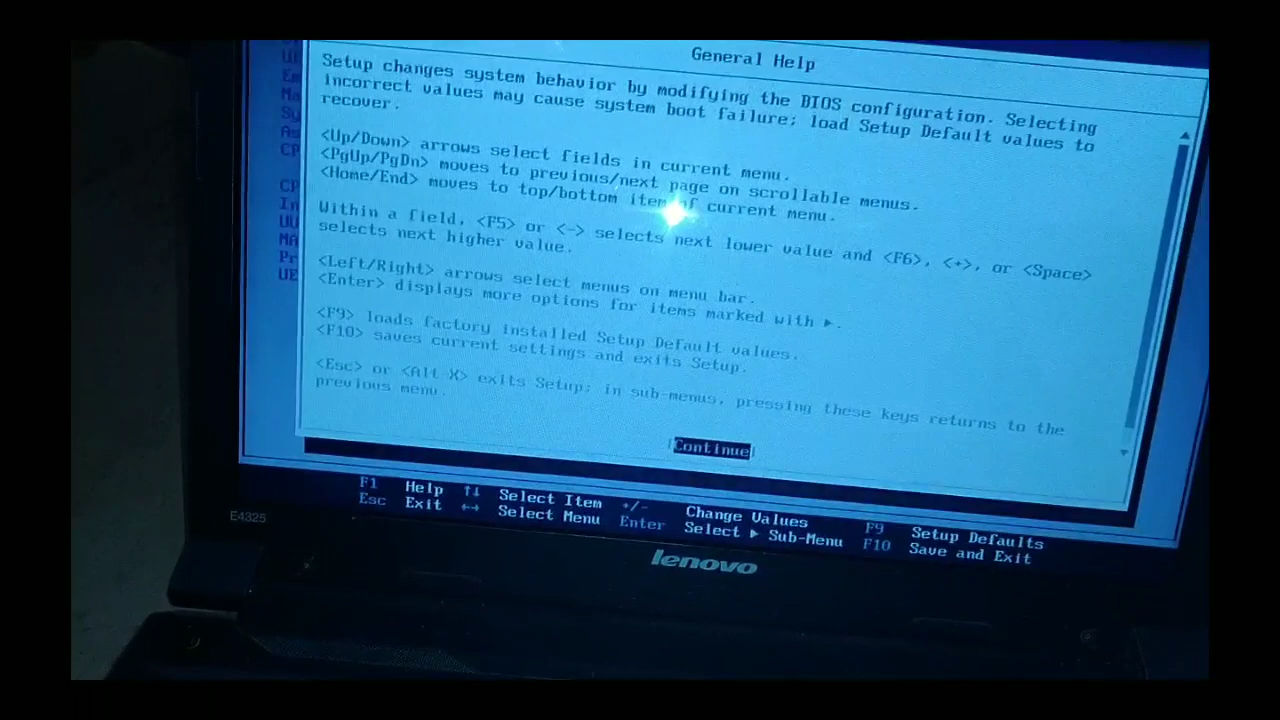 General Help
Setup changes system behavior by modifying the BIOS configuration. Selecting
incorrect values may cause system boot failure; load Setup Default values to
recover.
<Up/Down> arrows select fields in current menu.
<PgUp/PgDn> moves to previous/next page on scrollable menus.
<Home/End> moves to top/bottom item of current menu.
Within a field, <F5> or <-> selects next lower value and <F6>, <+>, or <Space>
selects next higher value.
<Left/Right> arrows select menus on menu bar.
<Enter> displays more options for items marked with ▶.
<F9> loads factory installed Setup Default values.
<F10> saves current settings and exits Setup.
<Esc> or <Alt-X> exits Setup; in sub-menus, pressing these keys returns to the
previous menu.
[Continue]
F1 Help ↑↓ Select Item +/- Change Values F9 Setup Defaults
Esc Exit ←→ Select Menu Enter Select ▶ Sub-Menu F10 Save and Exit
E4325
lenovo